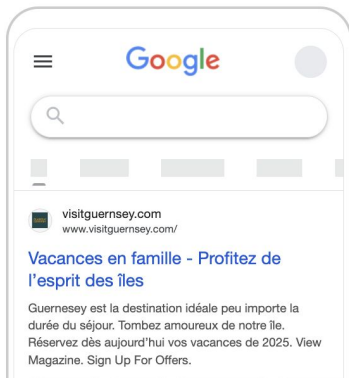 Google
visitguernsey.com
www.visitguernsey.com/
Vacances en famille - Profitez de
l’esprit des îles
Guernesey est la destination idéale peu importe la
durée du séjour. Tombez amoureux de notre île.
Réservez dès aujourd’hui vos vacances de 2025. View
Magazine. Sign Up For Offers.